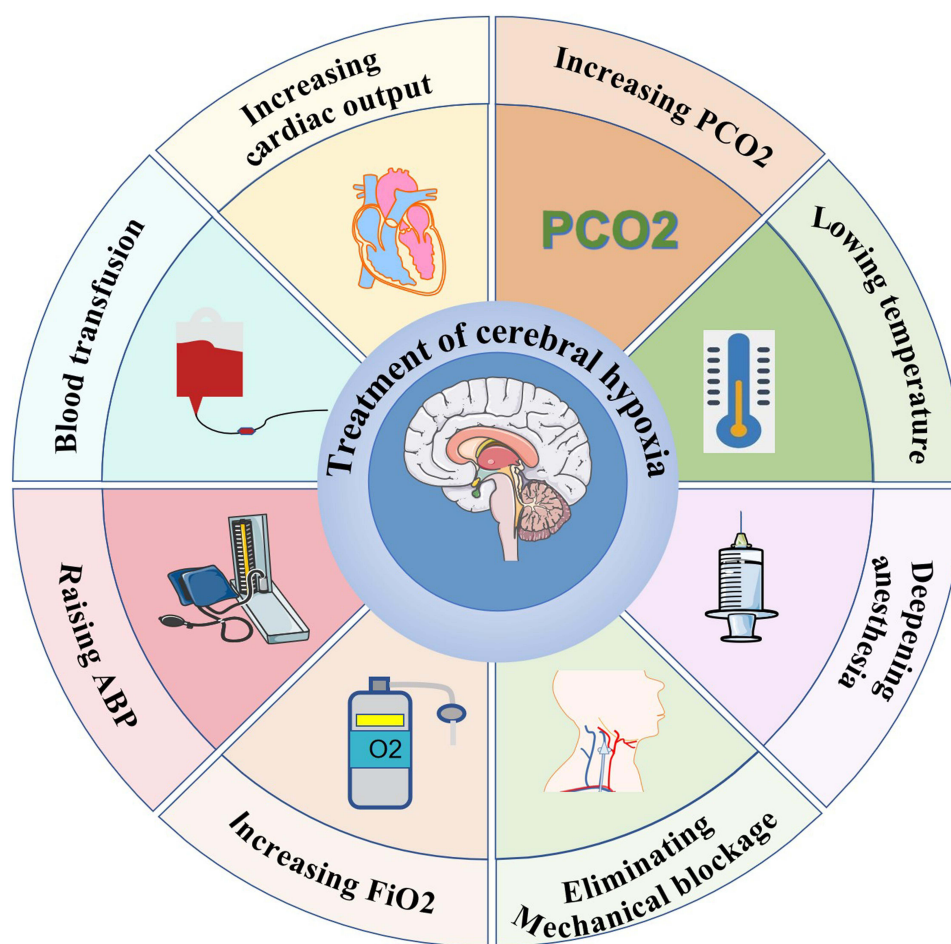 Increasing
cardiac output
Increasing PCO2
PCO2
Lowing temperature
Deepening
anesthesia
Eliminating
Mechanical blockage
Increasing FiO2
O2
Raising ABP
Blood transfusion
Treatment of cerebral hypoxia